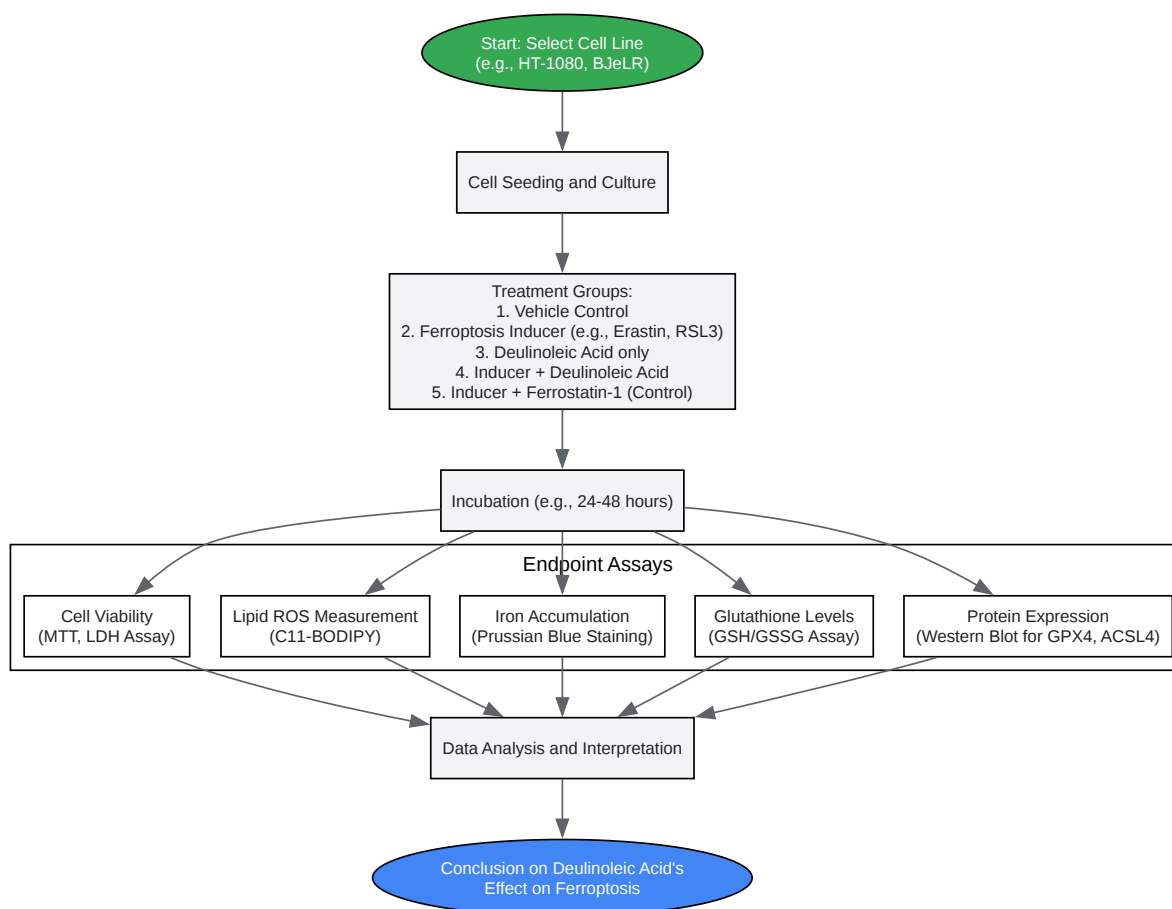 Start: Select Cell Line
(e.g., HT-1080, BJeLR)
Cell Seeding and Culture
Treatment Groups:
1. Vehicle Control
2. Ferroptosis Inducer (e.g., Erastin, RSL3)
3. Deulinoleic Acid only
4. Inducer + Deulinoleic Acid
5. Inducer + Ferrostatin-1 (Control)
Incubation (e.g., 24-48 hours)
Endpoint Assays
Cell Viability
(MTT, LDH Assay)
Lipid ROS Measurement
(C11-BODIPY)
Iron Accumulation
(Prussian Blue Staining)
Glutathione Levels
(GSH/GSSG Assay)
Protein Expression
(Western Blot for GPX4, ACSL4)
Data Analysis and Interpretation
Conclusion on Deulinoleic Acid's
Effect on Ferroptosis